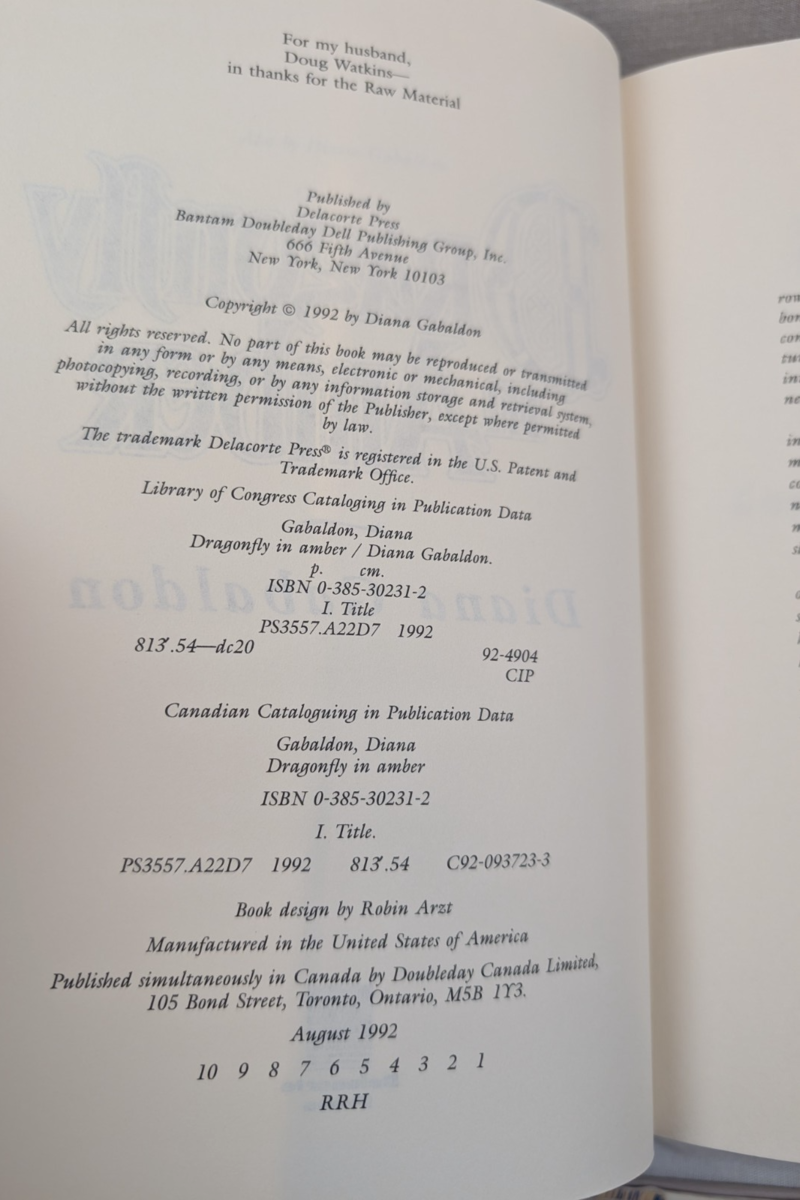 For my husband,
Doug Watkins—
in thanks for the Raw Material
Published by
Delacorte Press
Bantam Doubleday Dell Publishing Group, Inc.
666 Fifth Avenue
New York, New York 10103
Copyright © 1992 by Diana Gabaldon
All rights reserved. No part of this book may be reproduced or transmitted
in any form or by any means, electronic or mechanical, including
photocopying, recording, or by any information storage and retrieval system,
without the written permission of the Publisher, except where permitted
by law.
The trademark Delacorte Press® is registered in the U.S. Patent and
Trademark Office.
Library of Congress Cataloging in Publication Data
Gabaldon, Diana
Dragonfly in amber / Diana Gabaldon.
p. cm.
ISBN 0-385-30231-2
I. Title
PS3557.A22D7 1992
813'.54—dc20 92-4904
CIP
Canadian Cataloguing in Publication Data
Gabaldon, Diana
Dragonfly in amber
ISBN 0-385-30231-2
I. Title.
PS3557.A22D7 1992 813'.54 C92-093723-3
Book design by Robin Arzt
Manufactured in the United States of America
Published simultaneously in Canada by Doubleday Canada Limited,
105 Bond Street, Toronto, Ontario, M5B 1Y3.
August 1992
10 9 8 7 6 5 4 3 2 1
RRH